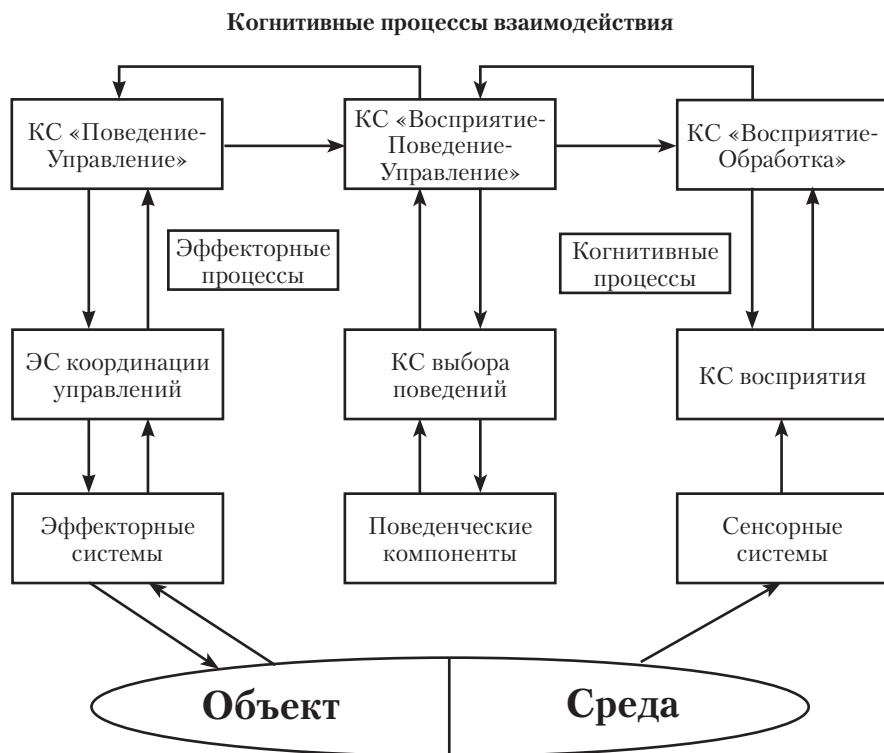 Когнитивные процессы взаимодействия
КС «Поведение-
Управление»
КС «Восприятие-
Поведение-
Управление»
КС «Восприятие-
Обработка»
Эффекторные
процессы
Когнитивные
процессы
ЭС координации
управлений
КС выбора
поведений
КС восприятия
Эффекторные
системы
Поведенческие
компоненты
Сенсорные
системы
Объект
Среда